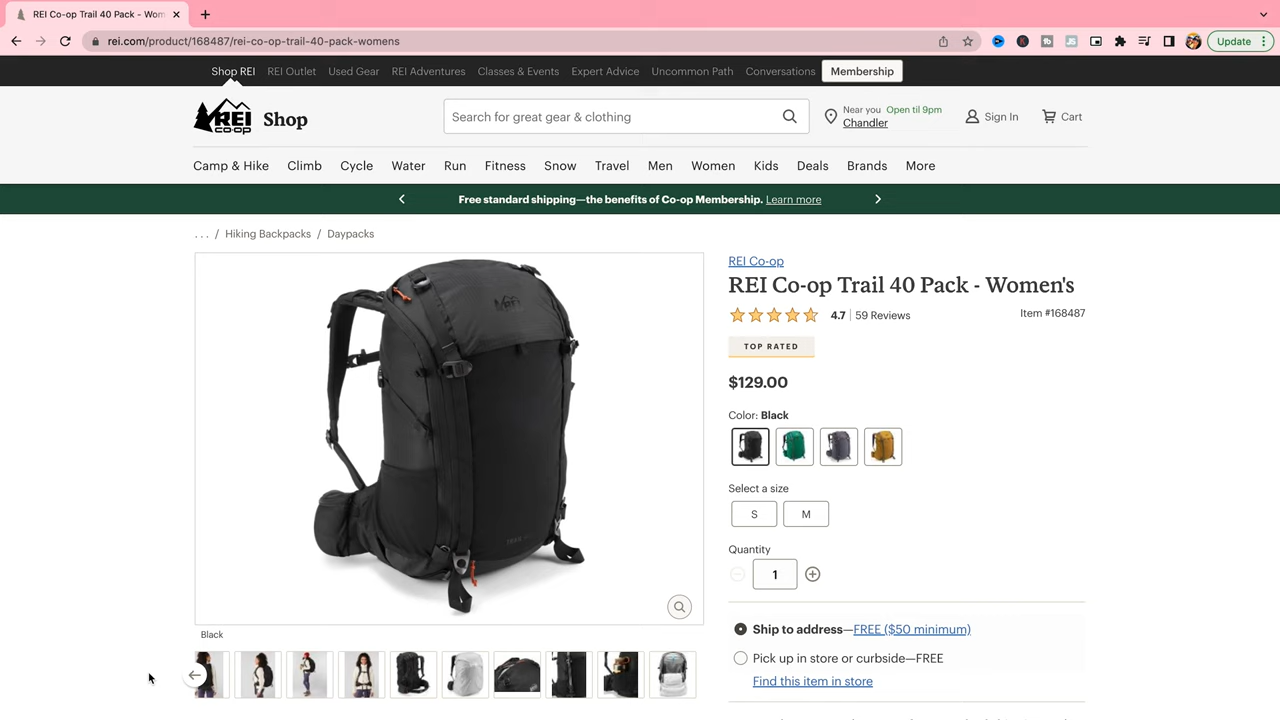 REI Co-op Trail 40 Pack - Wom
rei.com/product/168487/rei-co-op-trail-40-pack-womens
Update
Shop REI
REI Outlet
Used Gear
REI Adventures
Classes & Events
Expert Advice
Uncommon Path
Conversations
Membership
REI
CO·OP
Shop
Search for great gear & clothing
Near you Open til 9pm
Chandler
Sign In
Cart
Camp & Hike
Climb
Cycle
Water
Run
Fitness
Snow
Travel
Men
Women
Kids
Deals
Brands
More
Free standard shipping—the benefits of Co-op Membership. Learn more
. . . / Hiking Backpacks / Daypacks
REI Co-op
REI Co-op Trail 40 Pack - Women's
4.7 59 Reviews
Item #168487
TOP RATED
$129.00
Color: Black
Select a size
S
M
Quantity
1
Ship to address—FREE ($50 minimum)
Pick up in store or curbside—FREE
Find this item in store
REI
TRAIL
Black